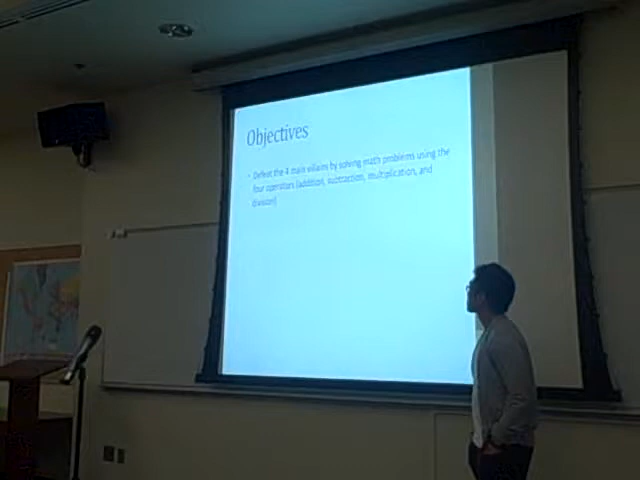 Objectives
• Defeat the 4 main villains by solving math problems using the
four operators (addition, subtraction, multiplication, and
division)